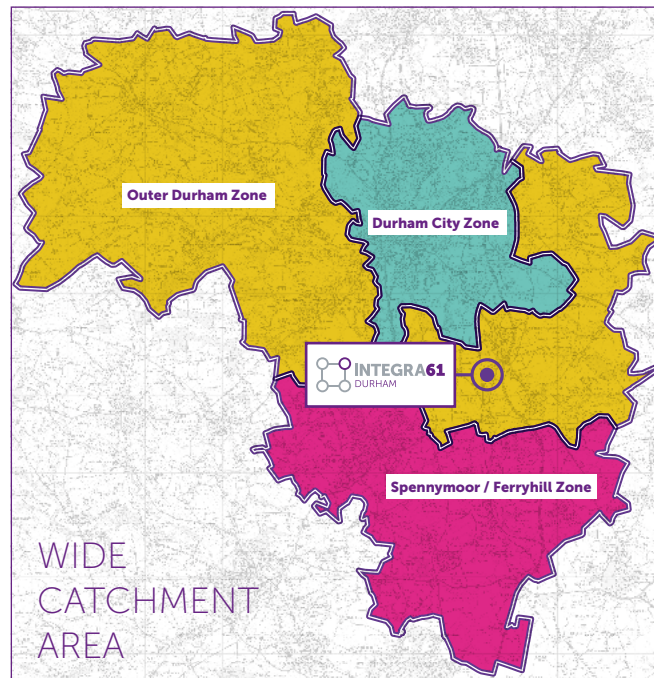 Outer Durham Zone
Durham City Zone
INTEGRA61
DURHAM
Spennymoor / Ferryhill Zone
WIDE
CATCHMENT
AREA